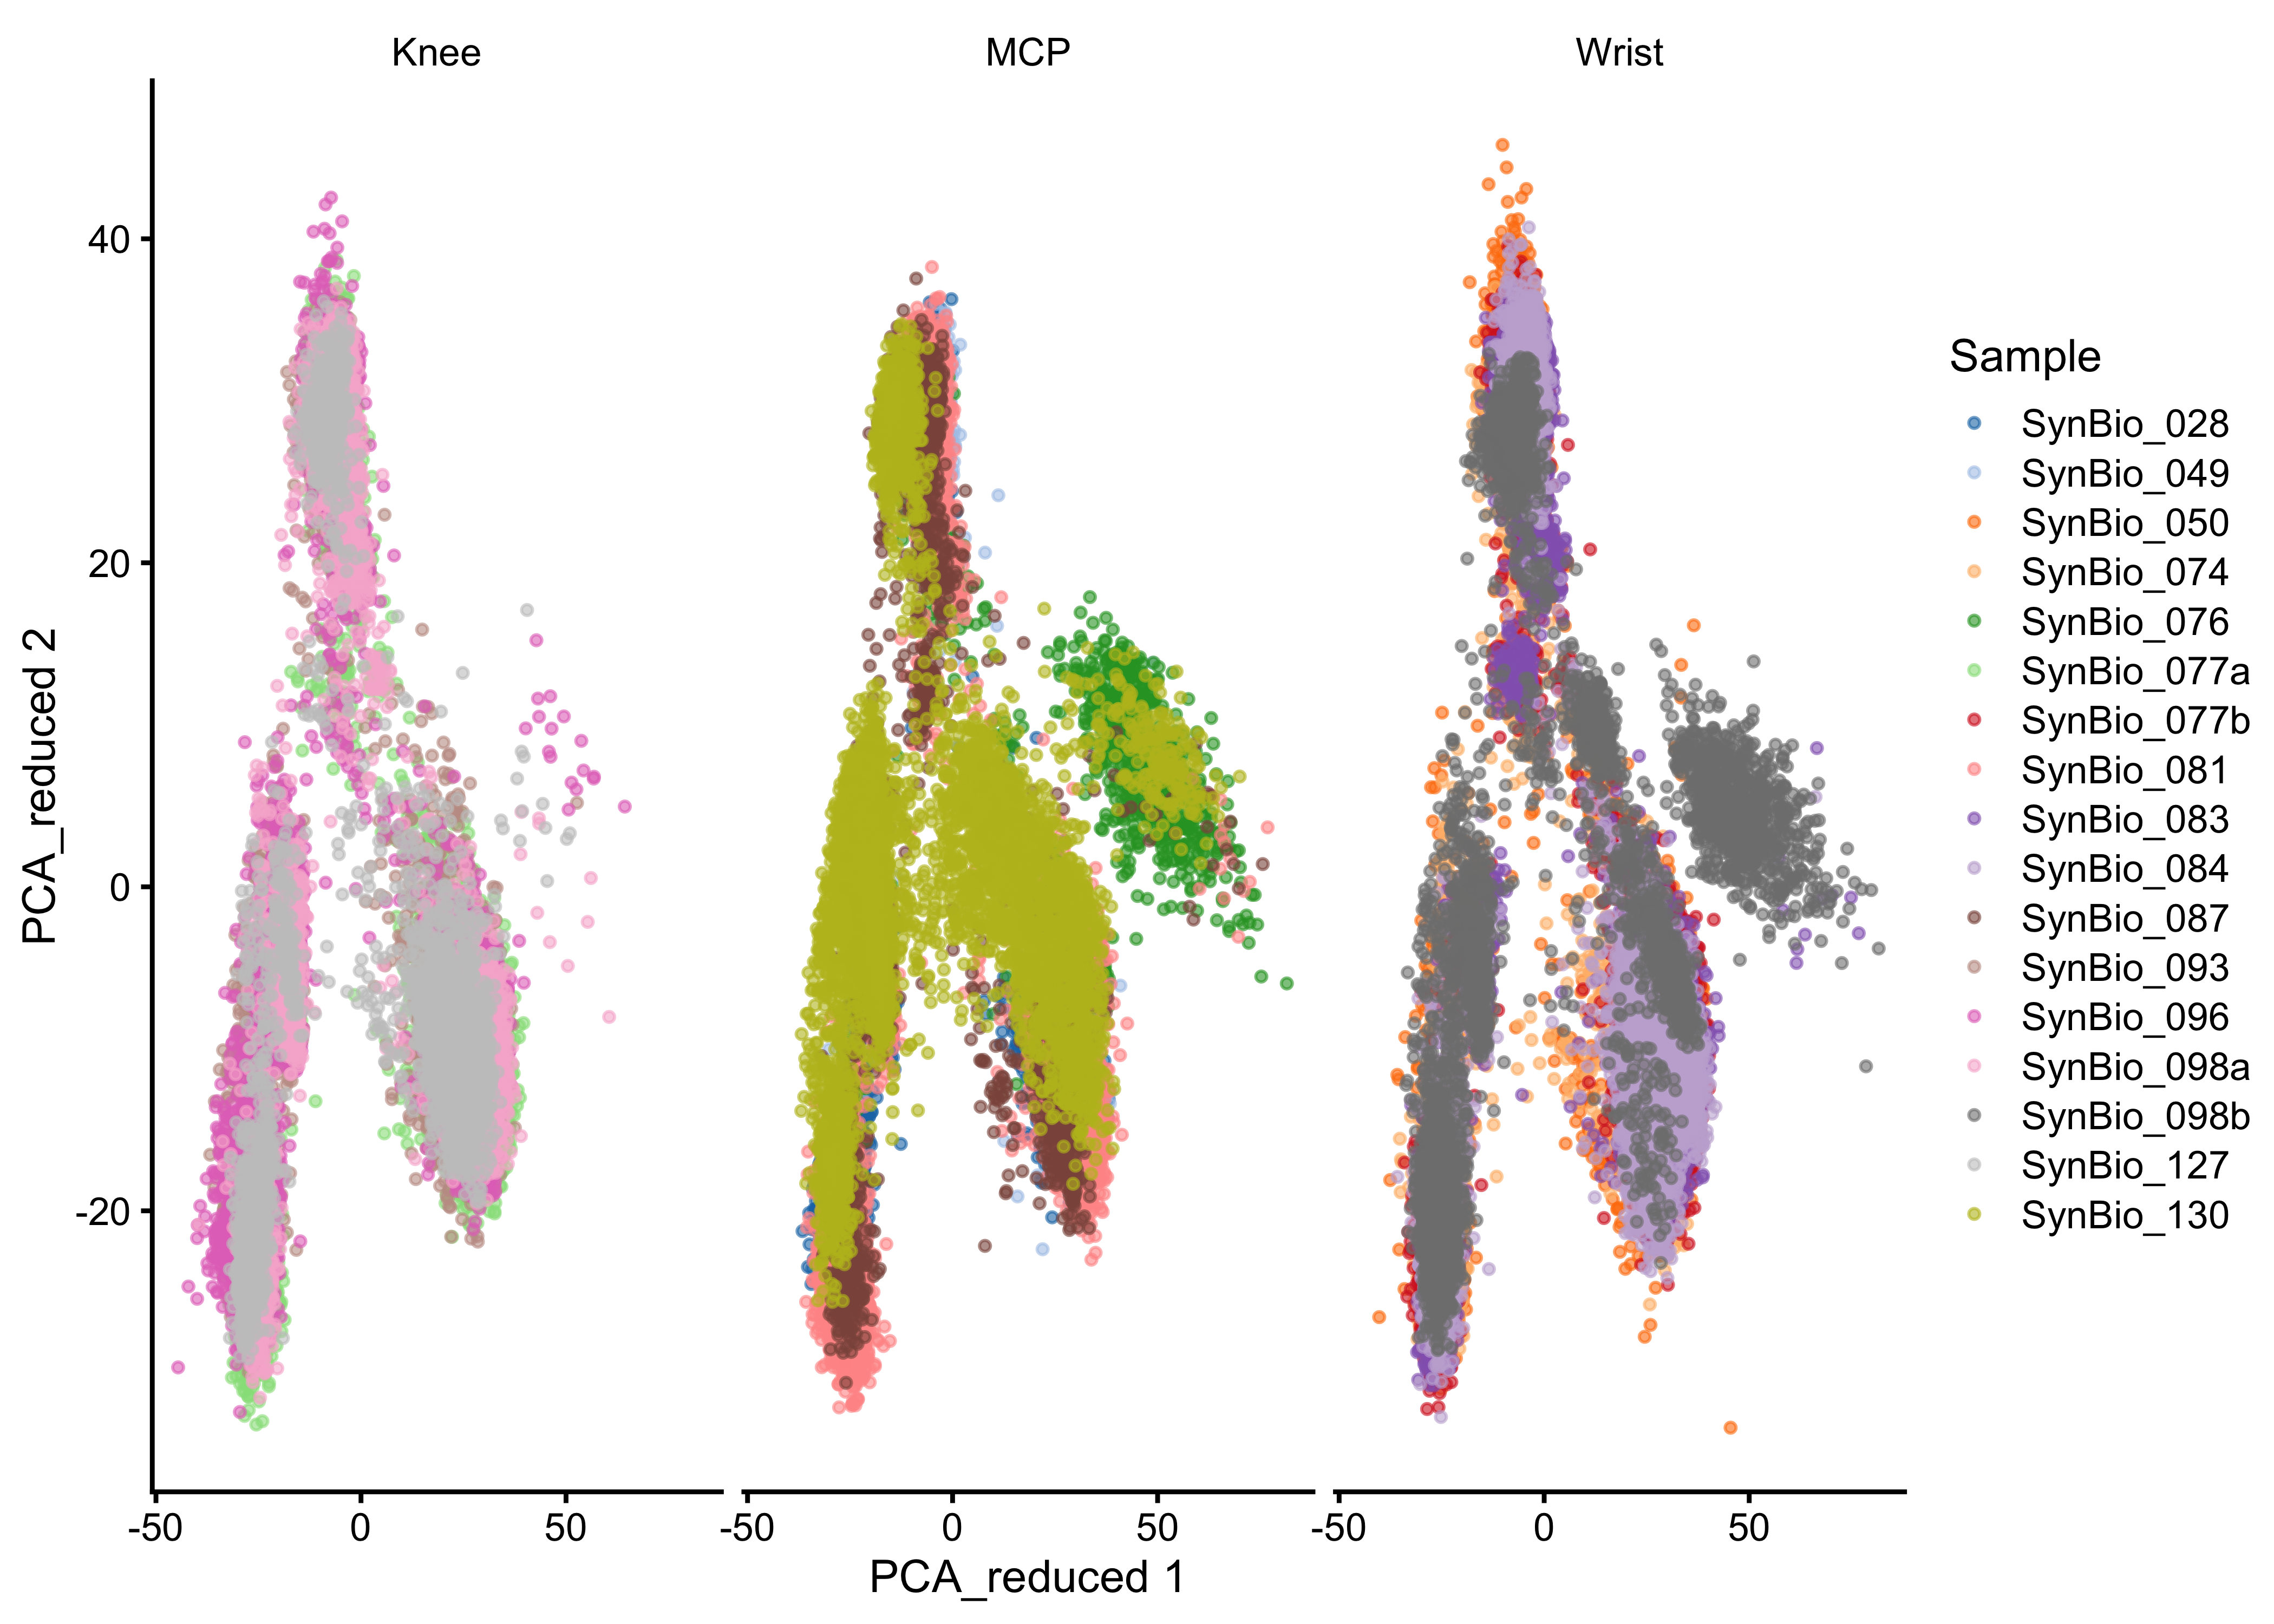 Knee MCP Wrist
PCA_reduced 2
40
20
0
-20
-50 0 50 -50 0 50 -50 0 50
PCA_reduced 1
Sample
SynBio_028
SynBio_049
SynBio_050
SynBio_074
SynBio_076
SynBio_077a
SynBio_077b
SynBio_081
SynBio_083
SynBio_084
SynBio_087
SynBio_093
SynBio_096
SynBio_098a
SynBio_098b
SynBio_127
SynBio_130